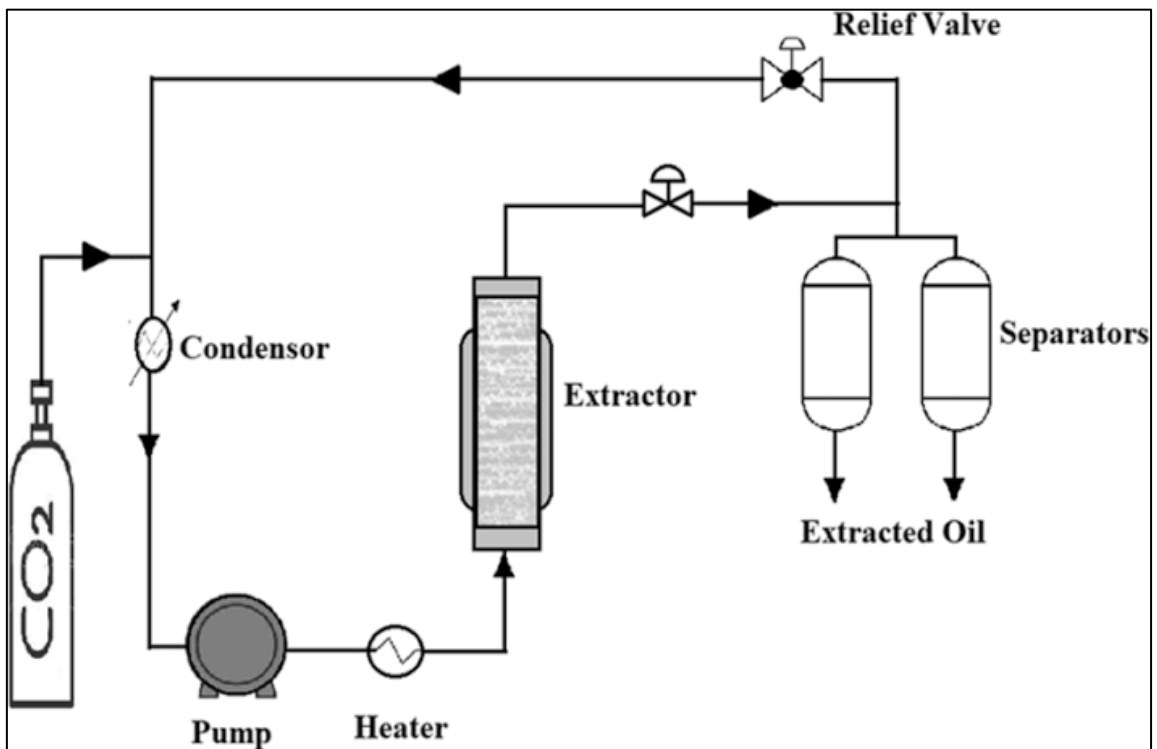 Relief Valve
Condensor
Extractor
Separators
CO2
Extracted Oil
Pump
Heater